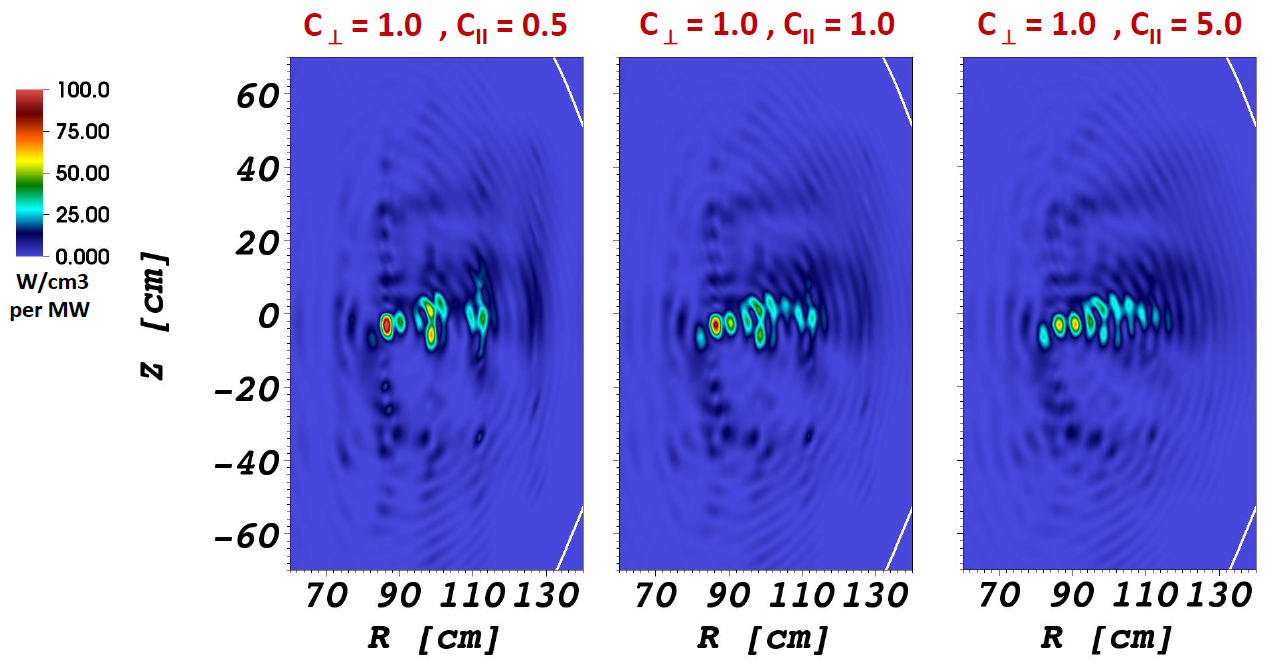 C⊥ = 1.0 , C|| = 0.5
C⊥ = 1.0 , C|| = 1.0
C⊥ = 1.0 , C|| = 5.0
100.0
75.00
50.00
25.00
0.000
W/cm3
per MW
Z [cm]
60
40
20
0
-20
-40
-60
70 90 110 130
70 90 110 130
70 90 110 130
R [cm]
R [cm]
R [cm]